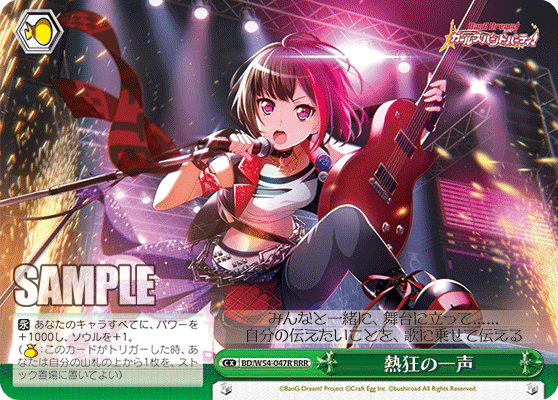 BanG Dream!
ガールズバンドパーティ!
SAMPLE
永 あなたのキャラすべてに、パワーを
+1000し、ソウルを+1。
(:このカードがトリガーした時、あ
なたは自分の山札の上から1枚を、スト
ック置場に置いてよい)
みんなと一緒に、舞台に立って……
自分の伝えたいことを、歌に乗せて伝える
CX BD/W54-047R RRR
熱狂の一声
©BanG Dream! Project ©Craft Egg Inc. ©bushiroad All Rights Reserved.